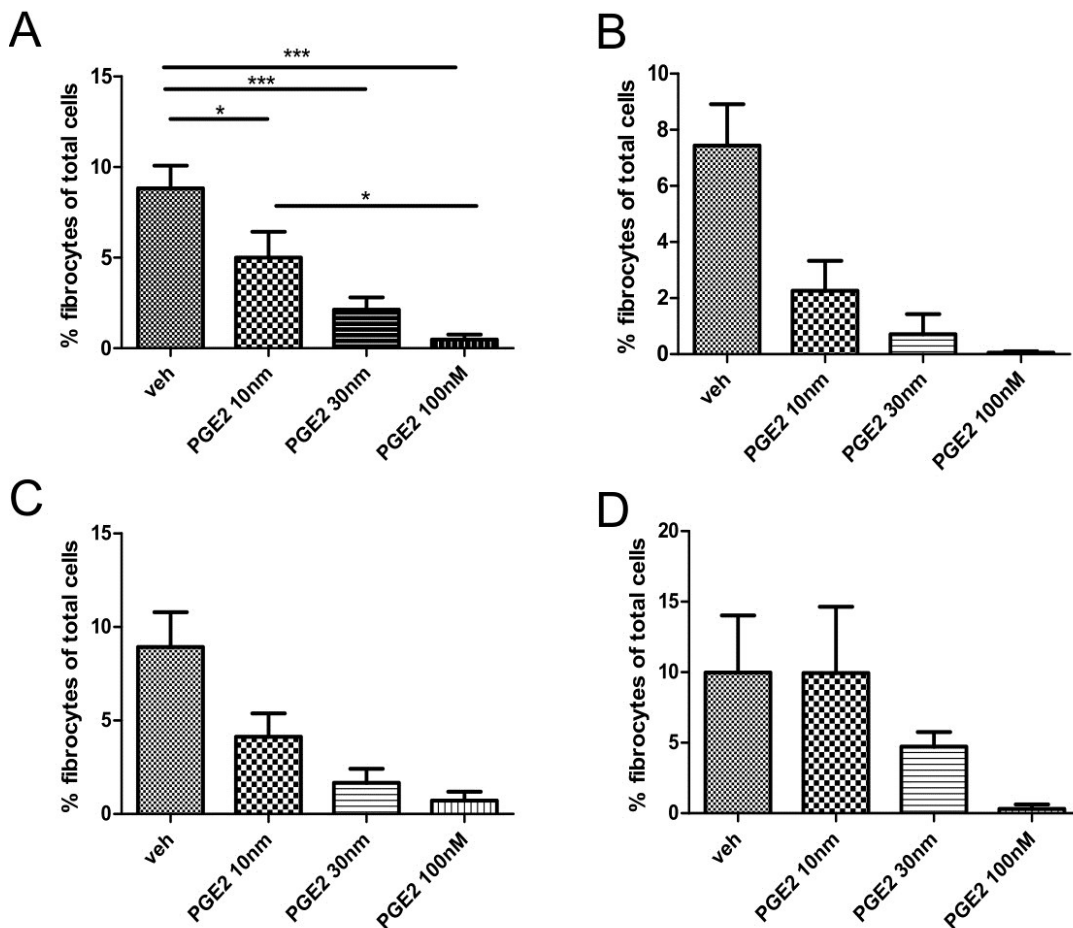 A
% fibrocytes of total cells
***
***
*
*
15
10
5
0
veh
PGE2 10nm
PGE2 30nm
PGE2 100nM
B
% fibrocytes of total cells
10
8
6
4
2
0
veh
PGE2 10nm
PGE2 30nm
PGE2 100nM
C
% fibrocytes of total cells
15
10
5
0
veh
PGE2 10nm
PGE2 30nm
PGE2 100nM
D
% fibrocytes of total cells
20
15
10
5
0
veh
PGE2 10nm
PGE2 30nm
PGE2 100nM